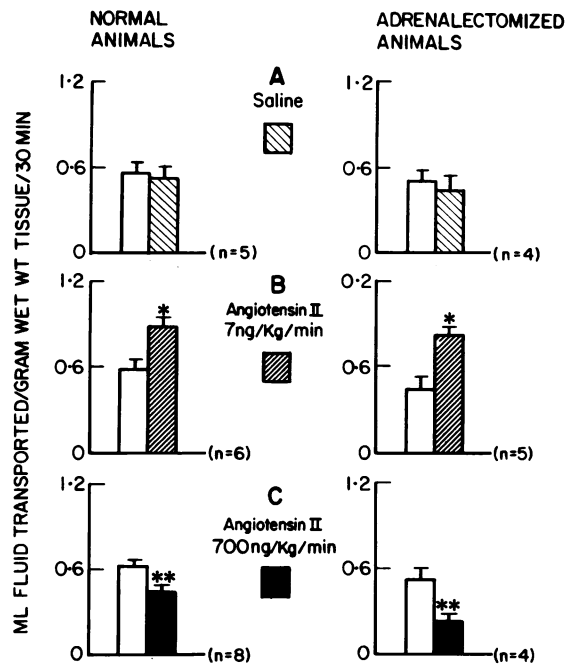 NORMAL
ANIMALS
ADRENALECTOMIZED
ANIMALS
ML FLUID TRANSPORTED/GRAM WET WT TISSUE/30 MIN
1·2
0·6
0
(n=5)
A
Saline
1·2
0·6
0
(n=4)
1·2
0·6
0
*
(n=6)
B
Angiotensin II
7ng/Kg/min
0·2
0·6
0
*
(n=5)
1·2
0·6
0
**
(n=8)
C
Angiotensin II
700ng/Kg/min
1·2
0·6
0
**
(n=4)